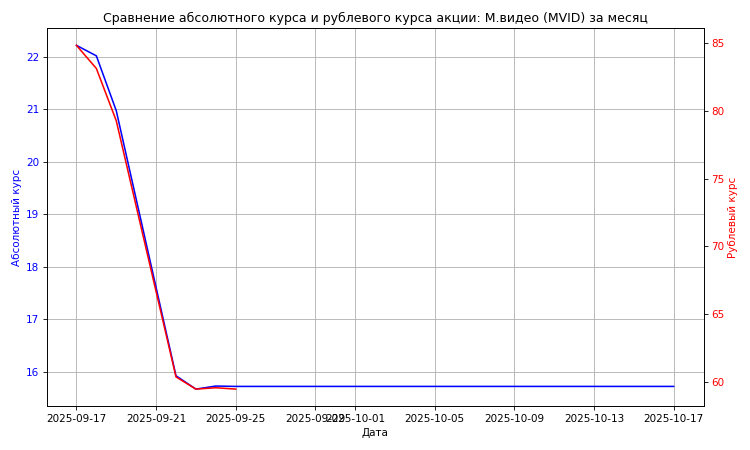 Сравнение абсолютного курса и рублевого курса акции: М.видео (MVID) за месяц
22
21
20
19
18
17
16
Абсолютный курс
85
80
75
70
65
60
Рублевый курс
2025-09-17 2025-09-21 2025-09-25 2025-09-29 2025-10-01 2025-10-05 2025-10-09 2025-10-13 2025-10-17
Дата